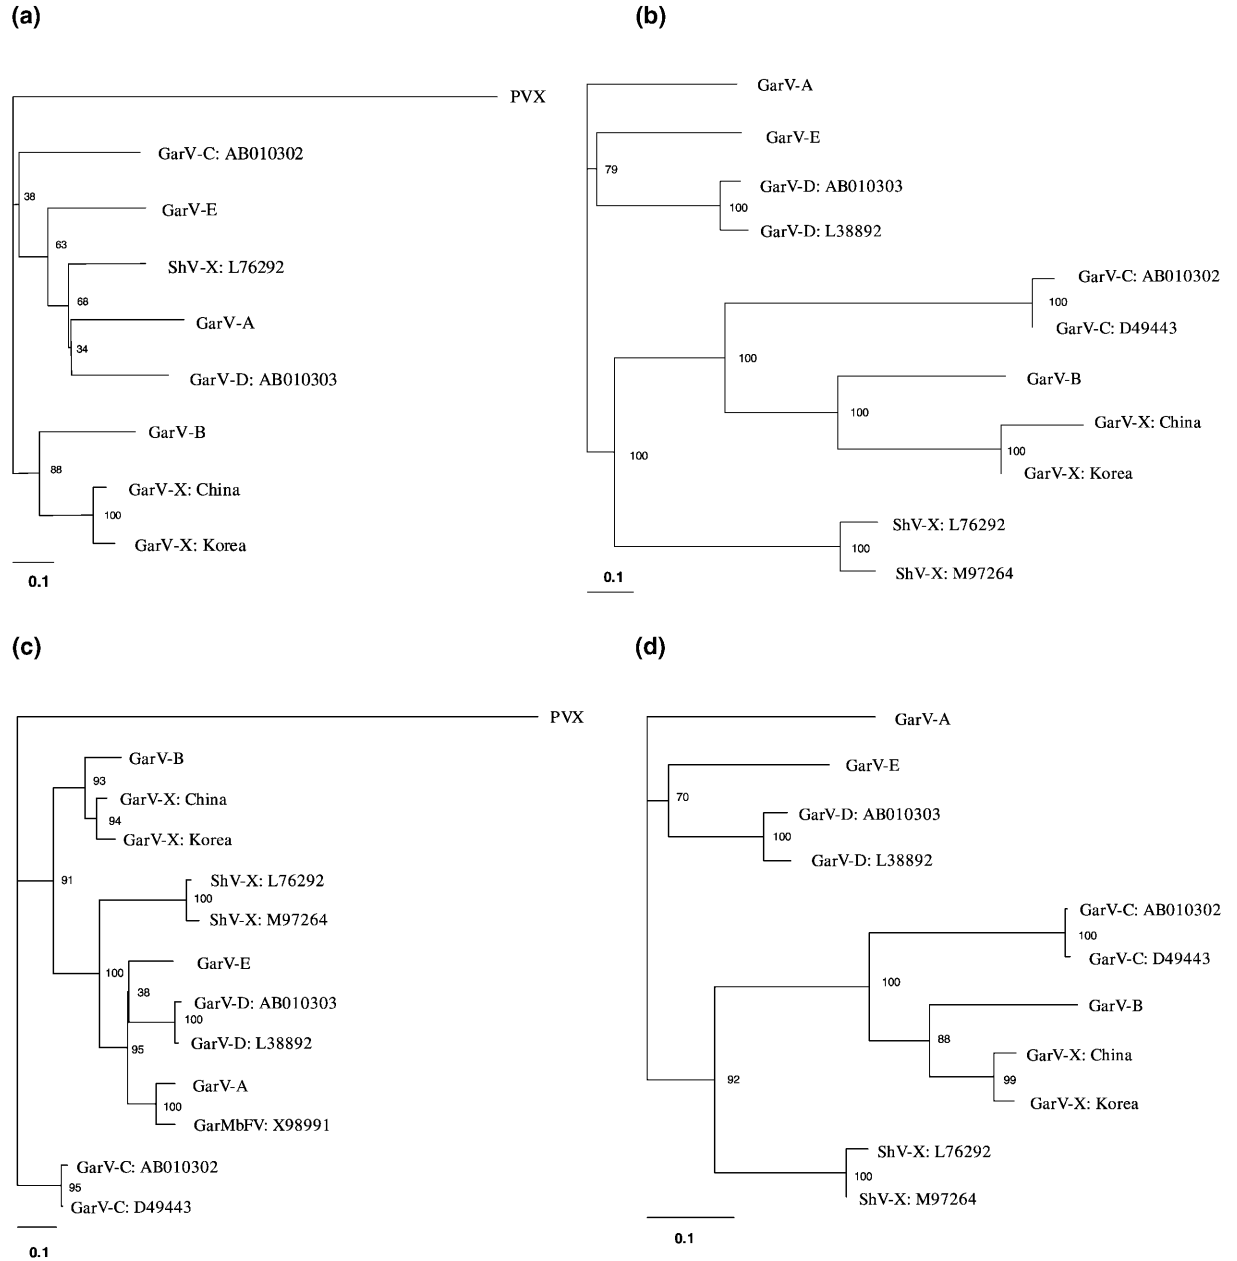 (a)
PVX
GarV-C: AB010302
38
GarV-E
63
ShV-X: L76292
68
GarV-A
34
GarV-D: AB010303
GarV-B
88
GarV-X: China
100
GarV-X: Korea
0.1
(b)
GarV-A
GarV-E
79
GarV-D: AB010303
100
GarV-D: L38892
GarV-C: AB010302
100
GarV-C: D49443
100
GarV-B
100
GarV-X: China
100
GarV-X: Korea
100
ShV-X: L76292
100
ShV-X: M97264
0.1
(c)
PVX
GarV-B
93
GarV-X: China
94
GarV-X: Korea
91
ShV-X: L76292
100
ShV-X: M97264
GarV-E
100
38
GarV-D: AB010303
100
GarV-D: L38892
95
GarV-A
100
GarMbFV: X98991
GarV-C: AB010302
95
GarV-C: D49443
0.1
(d)
GarV-A
GarV-E
70
GarV-D: AB010303
100
GarV-D: L38892
GarV-C: AB010302
100
GarV-C: D49443
100
GarV-B
88
GarV-X: China
99
GarV-X: Korea
92
ShV-X: L76292
100
ShV-X: M97264
0.1